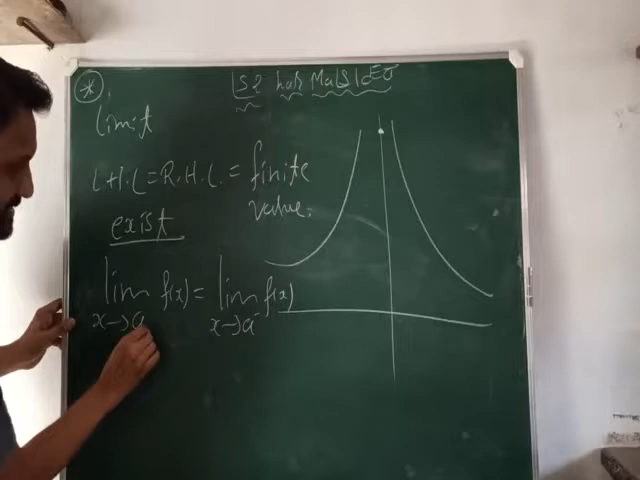 *
limit
L.H.L = R.H.L. = finite
value.
exist
lim f(x) = lim f(x)
x→a x→a⁻